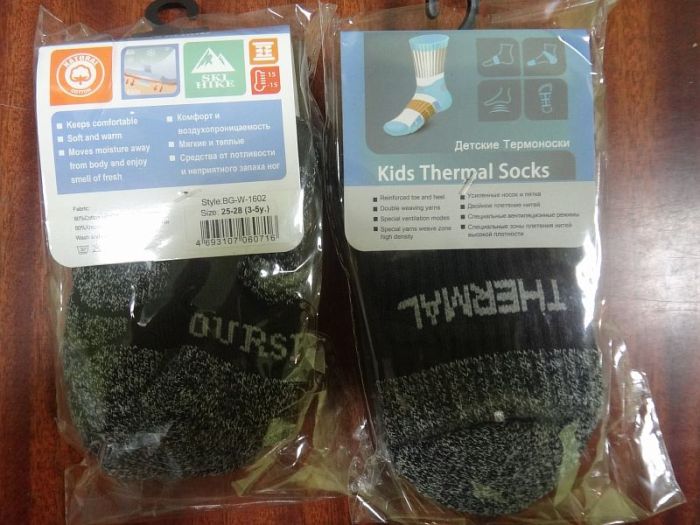 NATURAL
COTTON
SKI
HIKE
15
-15
Keeps comfortable
Soft and warm
Moves moisture away
from body and enjoy
smell of fresh
Комфорт и
воздухопроницаемость
Мягкие и теплые
Средства от потливости
и неприятного запаха ног
Fabric:
Style:BG-W-1602
Size: 25-28 (3-5y.)
4 693107 060716
OURS
Детские Термоноски
Kids Thermal Socks
Reinforced toe and heel
Double weaving yarns
Special ventilation modes
Special yarns weave zone
high density
Усиленные носок и пятка
Двойное плетение нитей
Специальные вентиляционные режимы
Специальные зоны плетения нитей
высокой плотности
THERMAL